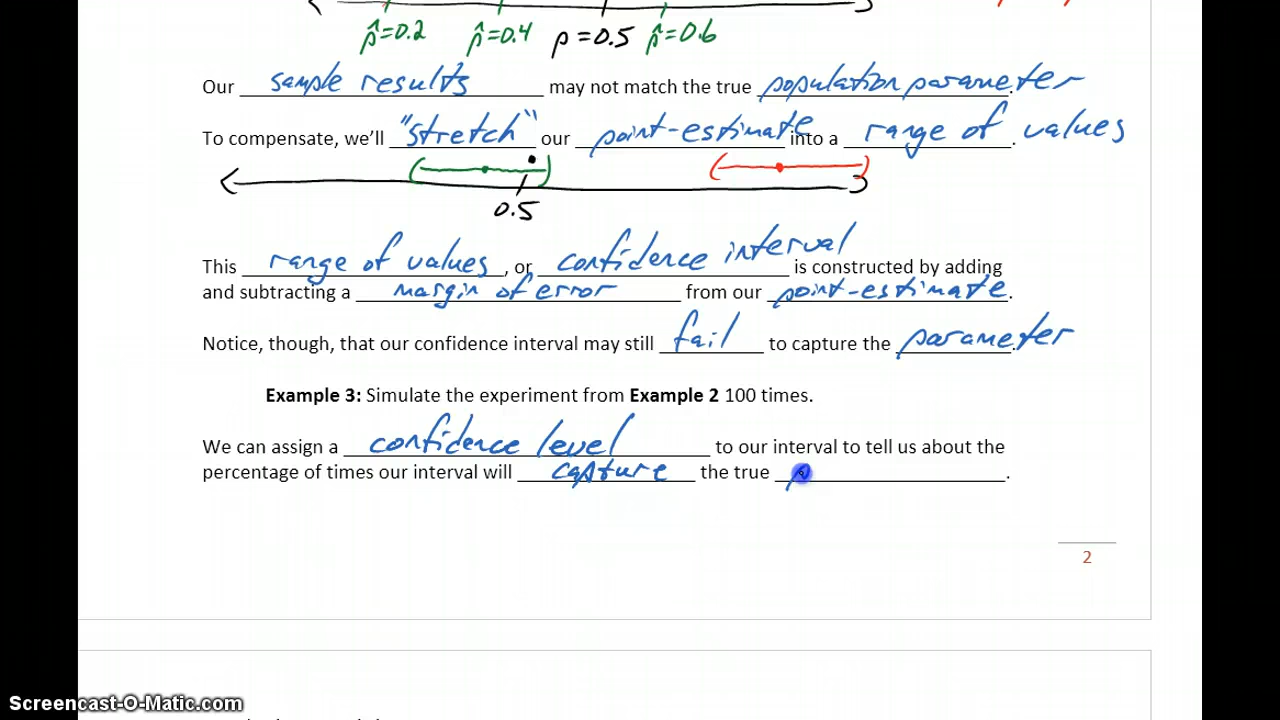 p̂=0.2 p̂=0.4 p=0.5 p̂=0.6
Our sample results may not match the true population parameter.
To compensate, we'll "stretch" our point-estimate into a range of values.
0.5
This range of values, or confidence interval is constructed by adding
and subtracting a margin of error from our point-estimate.
Notice, though, that our confidence interval may still fail to capture the parameter.
Example 3: Simulate the experiment from Example 2 100 times.
We can assign a confidence level to our interval to tell us about the
percentage of times our interval will capture the true p.
2
Screencast-O-Matic.com